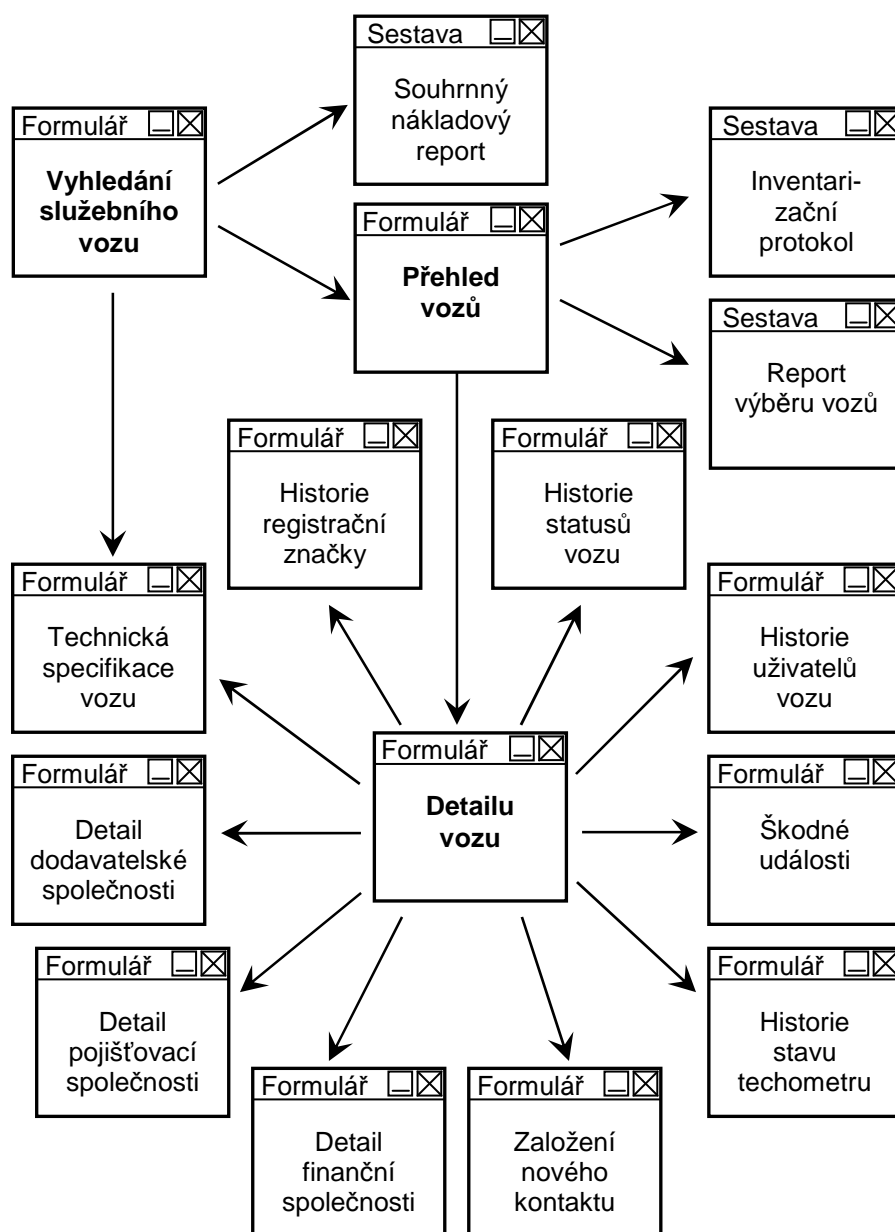 Sestava
Souhrnný
nákladový
report
Formulář
Vyhledání
služebního
vozu
Sestava
Inventari-
zační
protokol
Formulář
Přehled
vozů
Sestava
Report
výběru vozů
Formulář
Historie
registrační
značky
Formulář
Historie
statusů
vozu
Formulář
Technická
specifikace
vozu
Formulář
Historie
uživatelů
vozu
Formulář
Detailu
vozu
Formulář
Detail
dodavatelské
společnosti
Formulář
Škodné
události
Formulář
Detail
pojišťovací
společnosti
Formulář
Historie
stavu
techometru
Formulář
Detail
finanční
společnosti
Formulář
Založení
nového
kontaktu